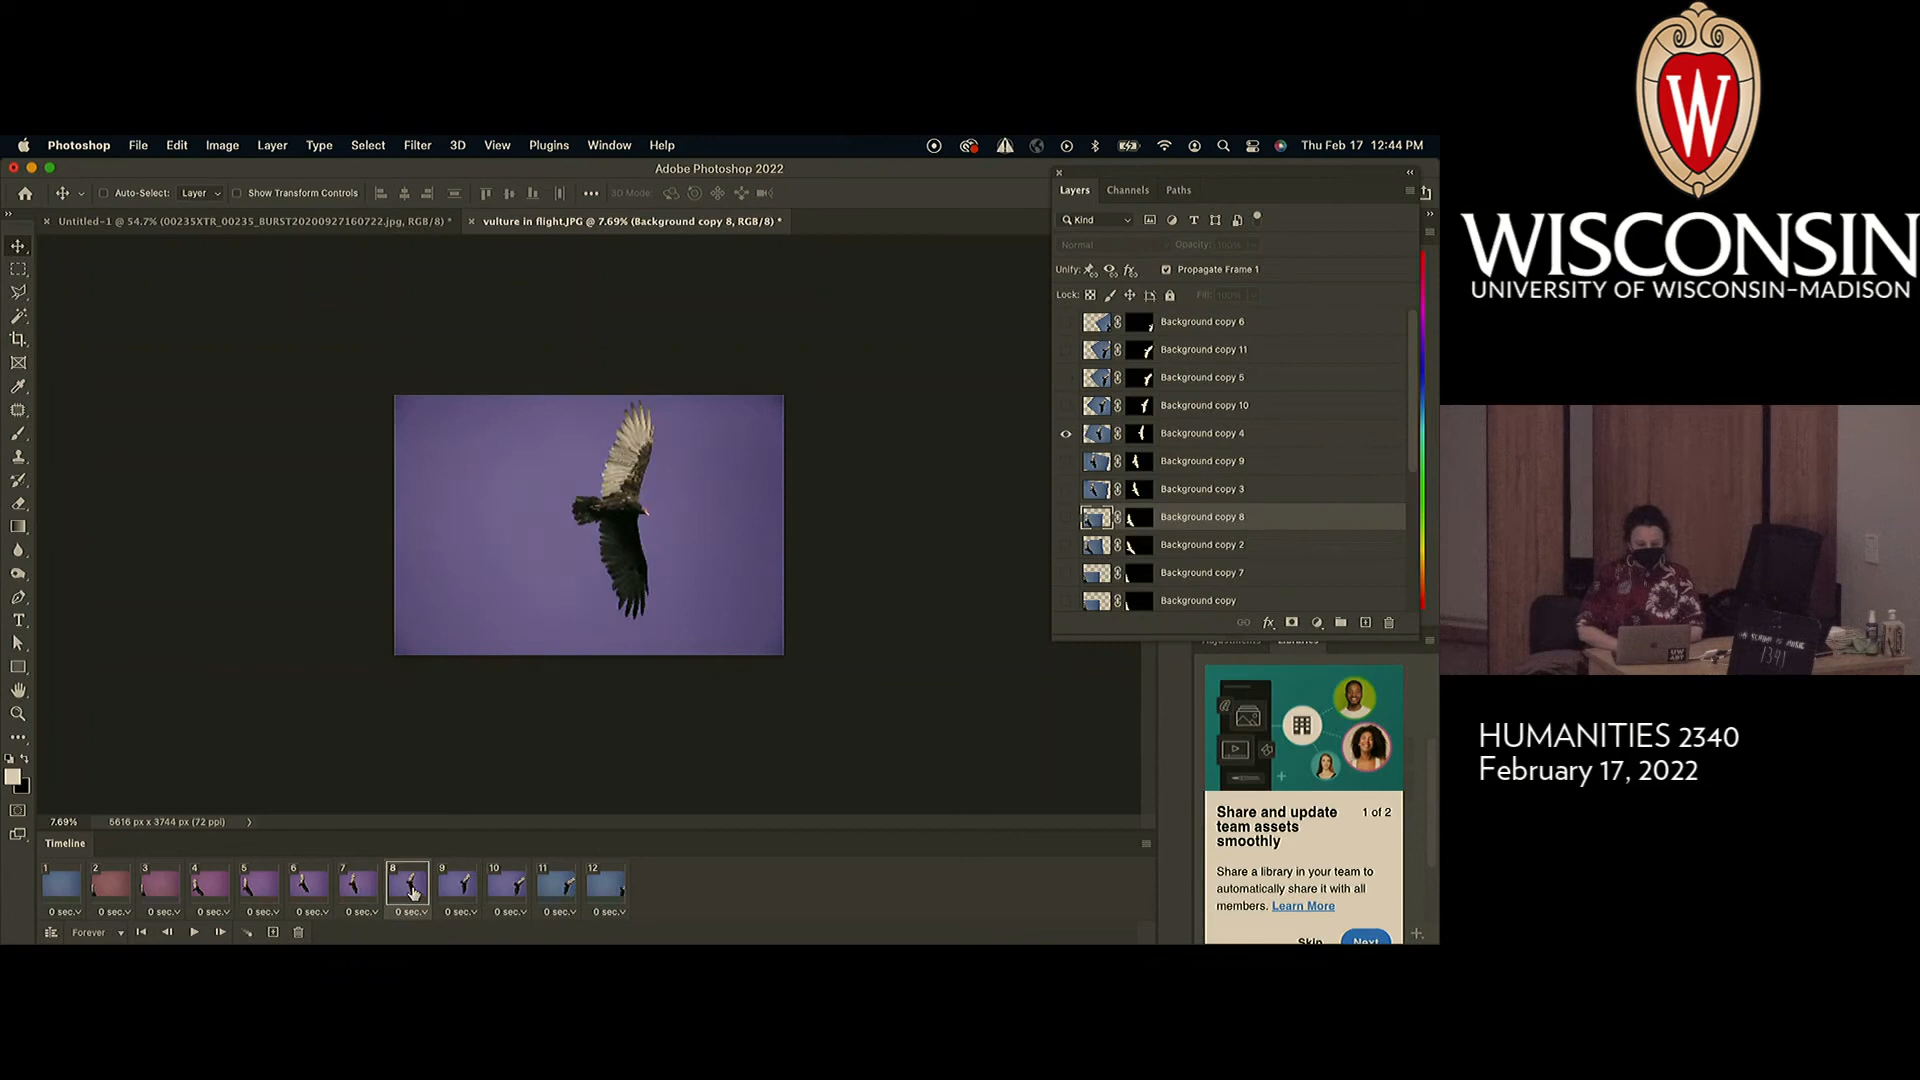 Photoshop File Edit Image Layer Type Select Filter 3D View Plugins Window Help Thu Feb 17 12:44 PM
Adobe Photoshop 2022
Auto-Select: Layer Show Transform Controls 3D Mode:
Untitled-1 @ 54.7% (00235XTR_00235_BURST20200927160722.jpg, RGB/8) *
vulture in flight.JPG @ 7.69% (Background copy 8, RGB/8) *
Layers Channels Paths
Kind
Normal Opacity: 100%
Unify: Propagate Frame 1
Lock: Fill: 100%
Background copy 6
Background copy 11
Background copy 5
Background copy 10
Background copy 4
Background copy 9
Background copy 3
Background copy 8
Background copy 2
Background copy 7
Background copy
Share and update team assets smoothly
1 of 2
Share a library in your team to
automatically share it with all
members. Learn More
Skip Next
7.69% 5616 px x 3744 px (72 ppi)
Timeline
1 2 3 4 5 6 7 8 9 10 11 12
0 sec. 0 sec. 0 sec. 0 sec. 0 sec. 0 sec. 0 sec. 0 sec. 0 sec. 0 sec. 0 sec. 0 sec.
Forever
W
WISCONSIN
UNIVERSITY OF WISCONSIN–MADISON
UW
ART
1341
HUMANITIES 2340
February 17, 2022